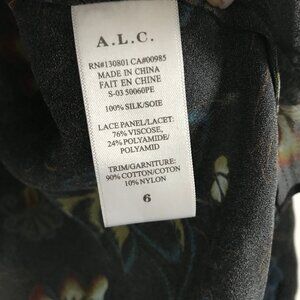 A.L.C.
RN#130801 CA#00985
MADE IN CHINA
FAIT EN CHINE
S-03 50060PE
100% SILK/SOIE
LACE PANEL/LACET:
76% VISCOSE,
24% POLYAMIDE/
POLYAMID
TRIM/GARNITURE:
90% COTTON/COTON
10% NYLON
6